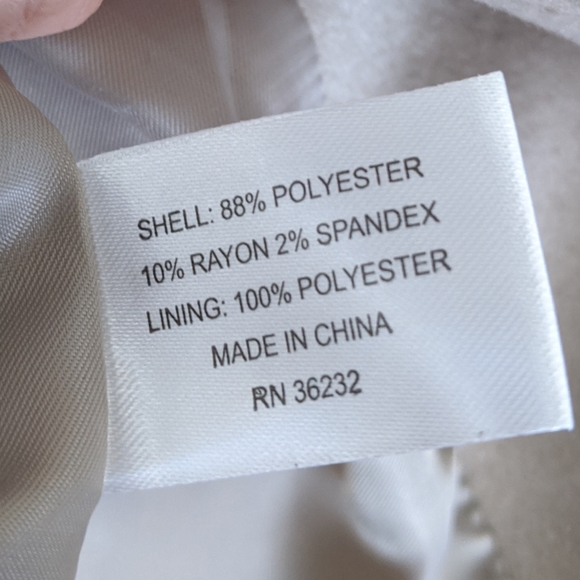 SHELL: 88% POLYESTER
10% RAYON 2% SPANDEX
LINING: 100% POLYESTER
MADE IN CHINA
RN 36232